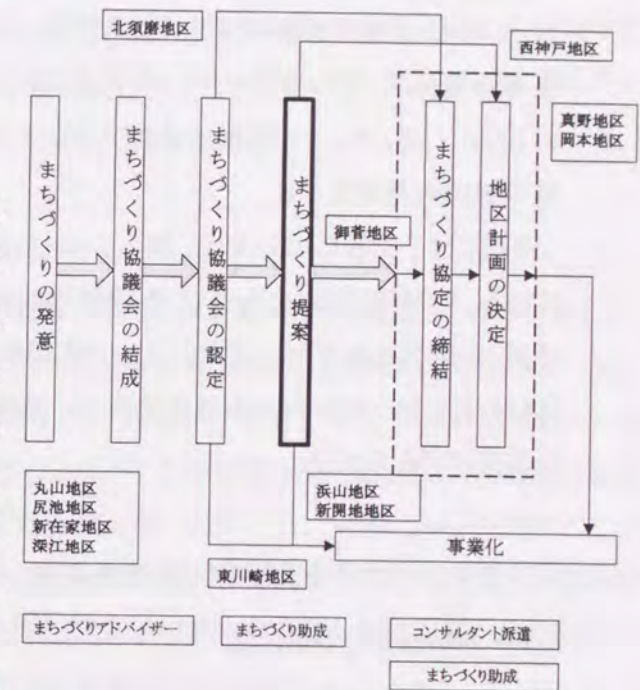 北須磨地区
西神戸地区
真野地区
岡本地区
まちづくりの発意
まちづくり協議会の結成
まちづくり協議会の認定
まちづくり提案
御菅地区
まちづくり協定の締結
地区計画の決定
丸山地区
尻池地区
新在家地区
深江地区
浜山地区
新開地地区
事業化
東川崎地区
まちづくりアドバイザー
まちづくり助成
コンサルタント派遣
まちづくり助成